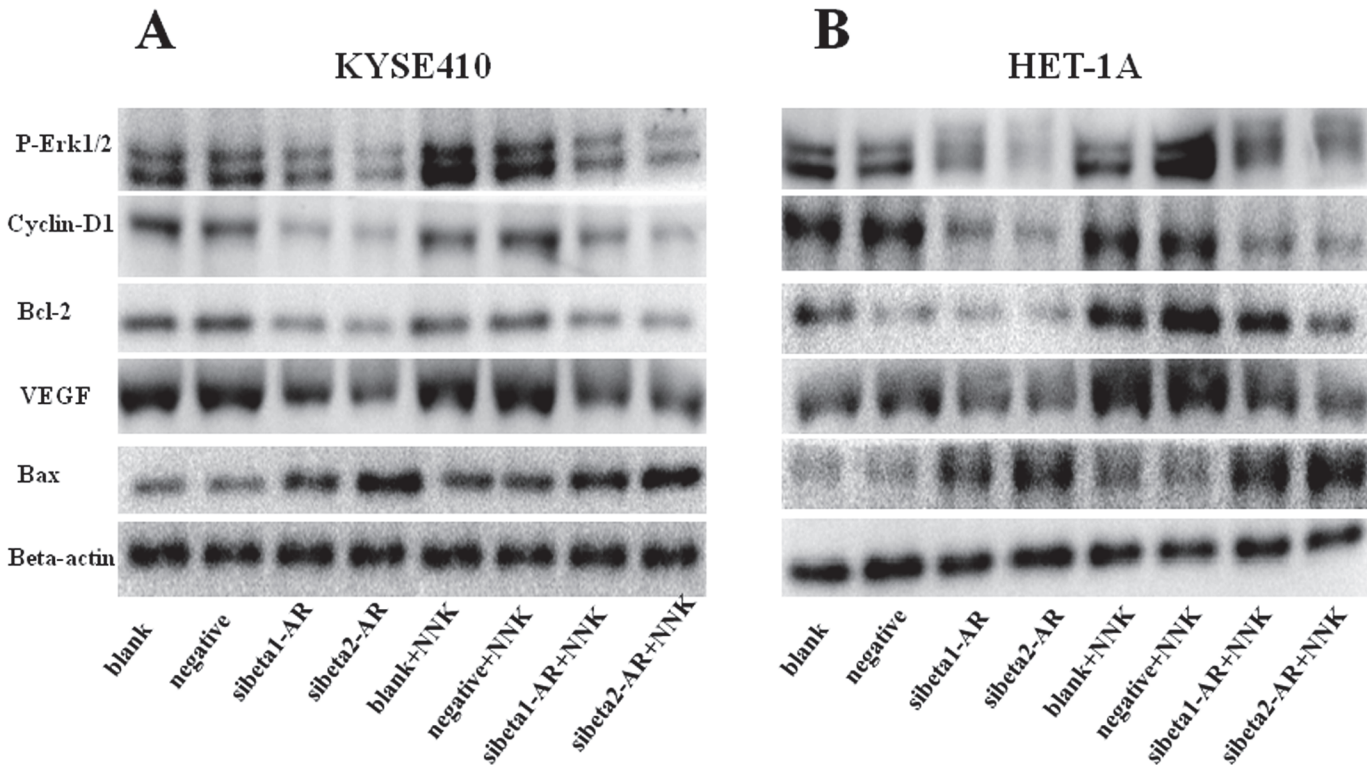 A
B
KYSE410
HET-1A
P-Erk1/2
Cyclin-D1
Bcl-2
VEGF
Bax
Beta-actin
blank
negative
sibeta1-AR
sibeta2-AR
blank+NNK
negative+NNK
sibeta1-AR+NNK
sibeta2-AR+NNK
blank
negative
sibeta1-AR
sibeta2-AR
blank+NNK
negative+NNK
sibeta1-AR+NNK
sibeta2-AR+NNK